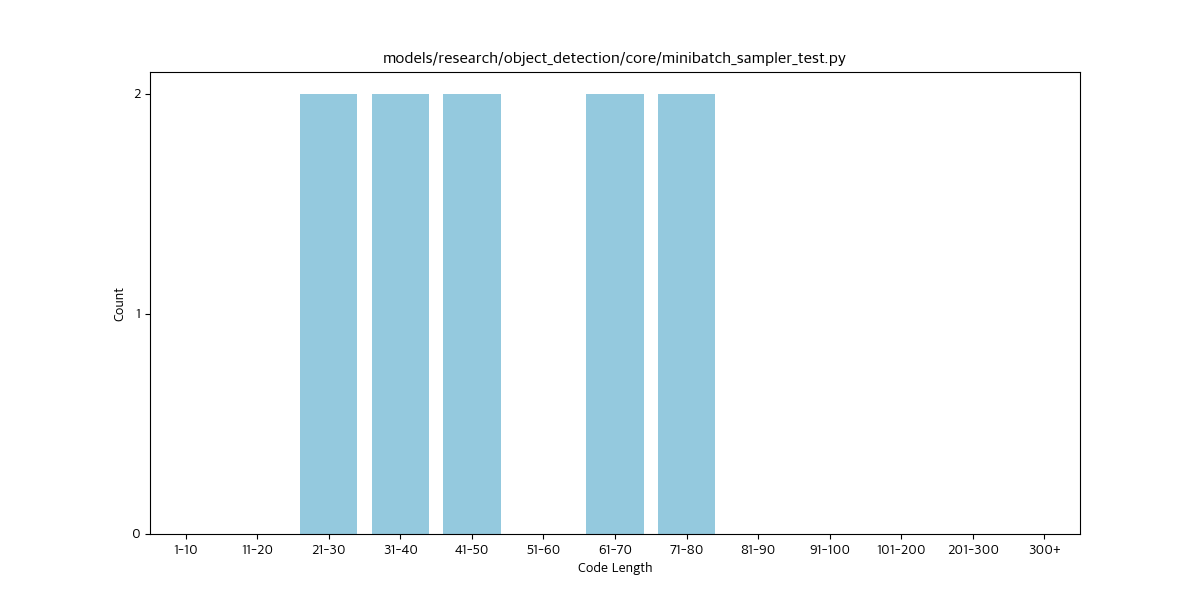 models/research/object_detection/core/minibatch_sampler_test.py
2
1
0
Count
1-10 11-20 21-30 31-40 41-50 51-60 61-70 71-80 81-90 91-100 101-200 201-300 300+
Code Length